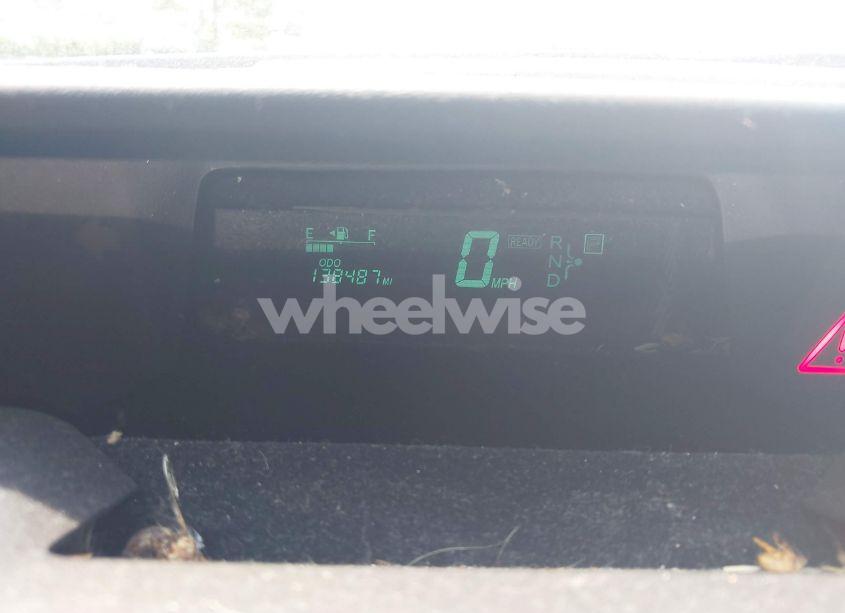 E F
ODO
138487 MI
0 MPH
READY
R
N
D
P
wheelwise